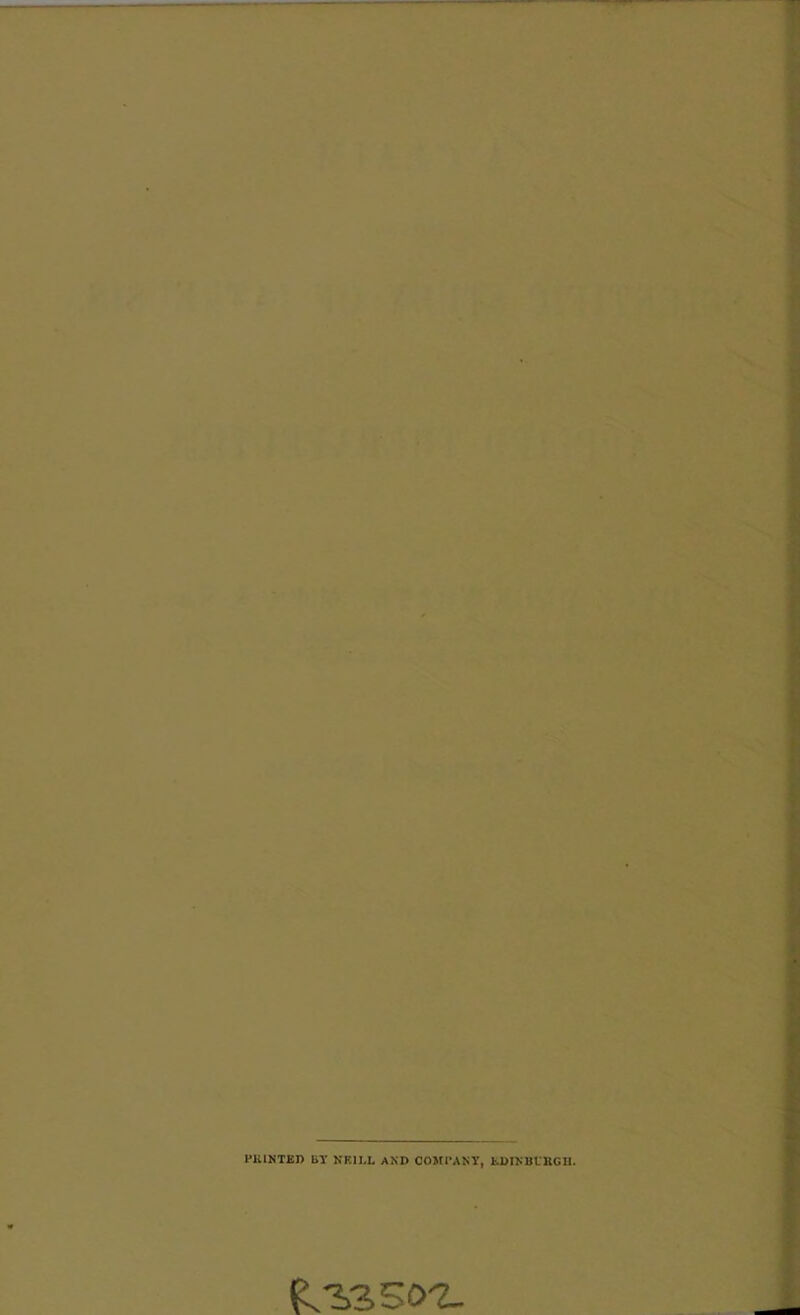 PRINTED BY NEILL AND COMPANY, EDINBURGH.
R33502